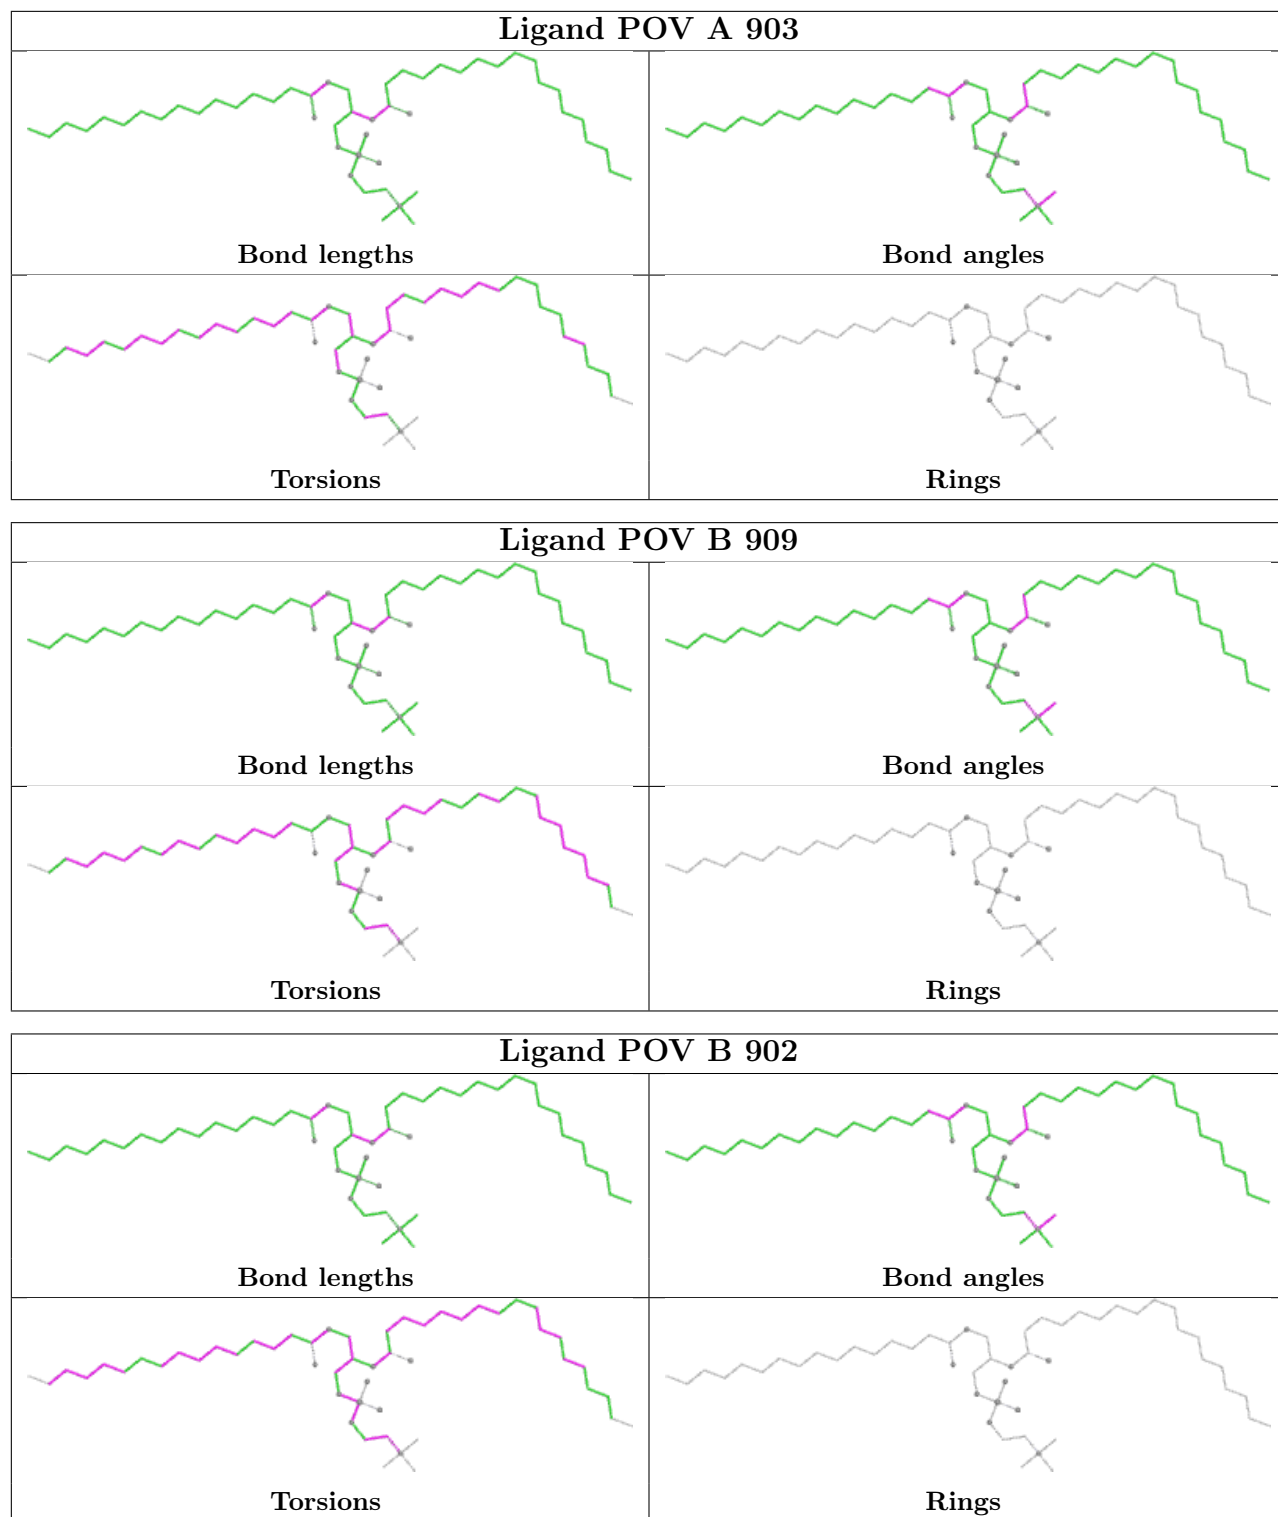 Ligand POV A 903
Bond lengths
Bond angles
Torsions
Rings
Ligand POV B 909
Bond lengths
Bond angles
Torsions
Rings
Ligand POV B 902
Bond lengths
Bond angles
Torsions
Rings